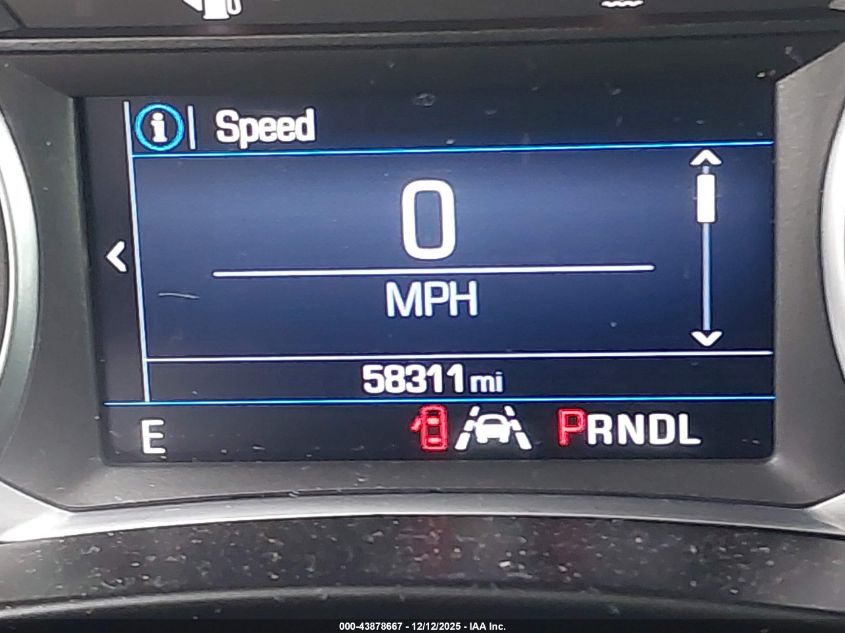 i Speed
0
MPH
58311 mi
E PRNDL
000-43878667 - 12/12/2025 - IAA Inc.